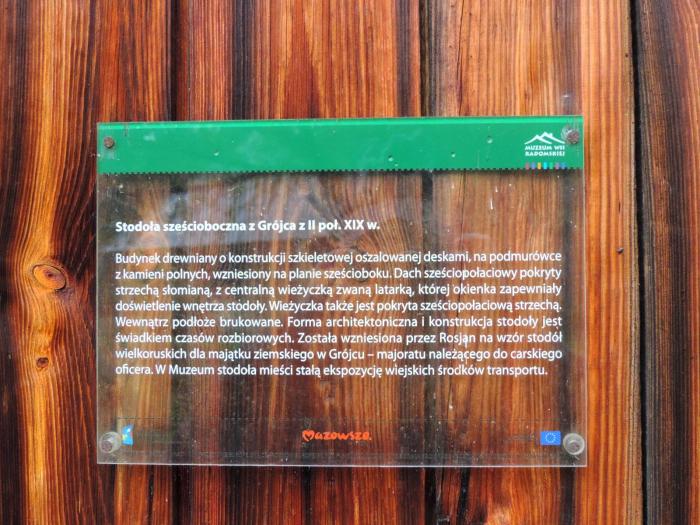 MUZEUM WSI
RADOMSKIEJ
Stodoła sześcioboczna z Grójca z II poł. XIX w.
Budynek drewniany o konstrukcji szkieletowej oszalowanej deskami, na podmurówce
z kamieni polnych, wzniesiony na planie sześcioboku. Dach sześciopołaciowy pokryty
strzechą słomianą, z centralną wieżyczką zwaną latarką, której okienka zapewniały
doświetlenie wnętrza stodoły. Wieżyczka także jest pokryta sześciopołaciową strzechą.
Wewnątrz podłoże brukowane. Forma architektoniczna i konstrukcja stodoły jest
świadkiem czasów rozbiorowych. Została wzniesiona przez Rosjan na wzór stodół
wielkoruskich dla majątku ziemskiego w Grójcu – majoratu należącego do carskiego
oficera. W Muzeum stodoła mieści stałą ekspozycję wiejskich środków transportu.
Mazowsze.